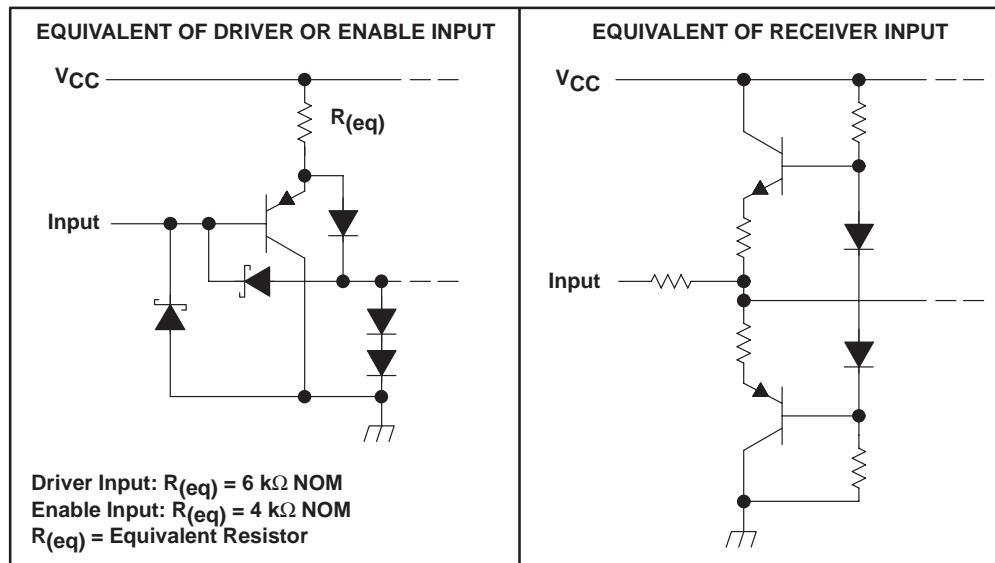 EQUIVALENT OF DRIVER OR ENABLE INPUT
VCC
R(eq)
Input
Driver Input: R(eq) = 6 kΩ NOM
Enable Input: R(eq) = 4 kΩ NOM
R(eq) = Equivalent Resistor
EQUIVALENT OF RECEIVER INPUT
VCC
Input